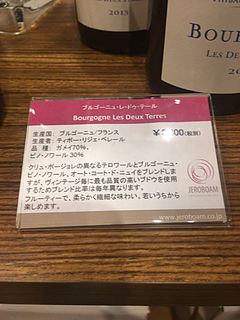 2013
BOUR
LES DEUX
ブルゴーニュ・レ・ドゥ・テール
Bourgogne Les Deux Terres
生産国: ブルゴーニュ/フランス
生産者: ティボー・リジェ・ベレール
品 種: ガメイ70%、
ピノ・ノワール 30%
(税別)
クリュ・ボージョレの異なるテロワールとブルゴーニュ・
ピノ・ノワール、オート・コート・ド・ニュイをブレンドしま
すが、ヴィンテージ毎に最も品質の高いブドウを使用
するためブレンド比率は毎年異なります。
フルーティーで、柔らかく繊細な味わい、若いうちから
楽しめます。
JEROBOAM
www.jeroboam.co.jp